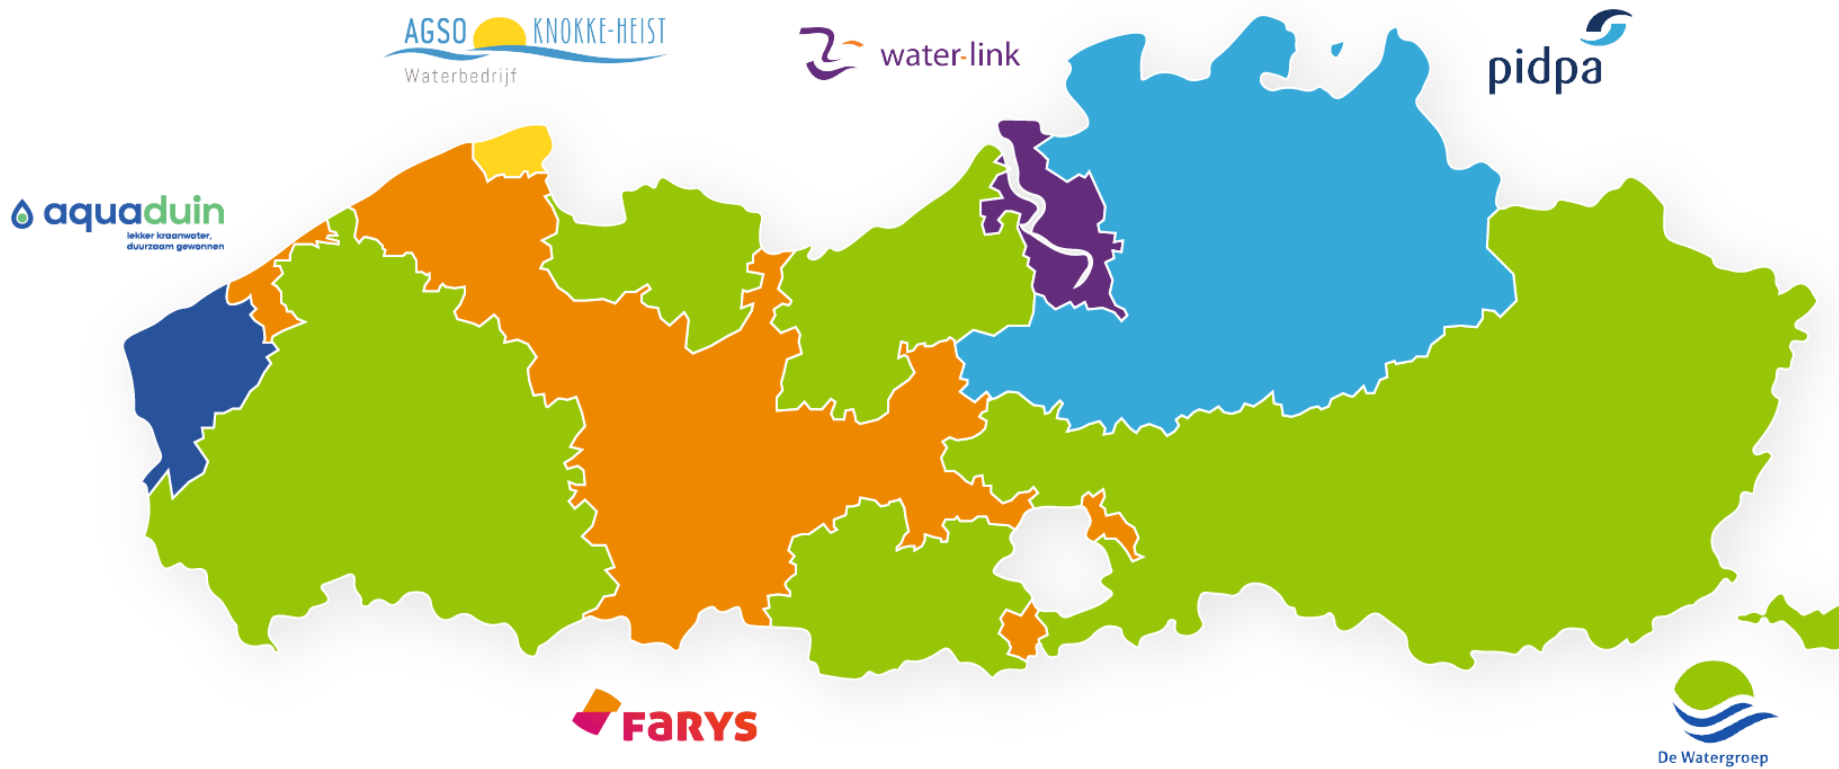 AGSO KNOKKE-HEIST
Waterbedrijf
water-link
pidpa
aquaduin
lekker kraanwater,
duurzaam gewonnen
FARYS
De Watergroep